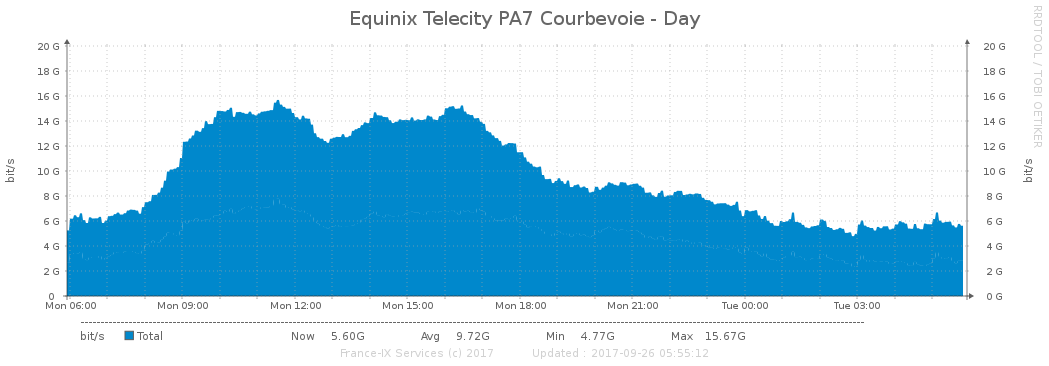 Equinix Telecity PA7 Courbevoie - Day
RRDTOOL / TOBI OETIKER
bit/s
20 G 20 G
18 G 18 G
16 G 16 G
14 G 14 G
12 G 12 G
10 G 10 G
8 G 8 G
6 G 6 G
4 G 4 G
2 G 2 G
0 0 G
bit/s
Mon 06:00 Mon 09:00 Mon 12:00 Mon 15:00 Mon 18:00 Mon 21:00 Tue 00:00 Tue 03:00
bit/s Total Now 5.60G Avg 9.72G Min 4.77G Max 15.67G
France-IX Services (c) 2017 Updated : 2017-09-26 05:55:12